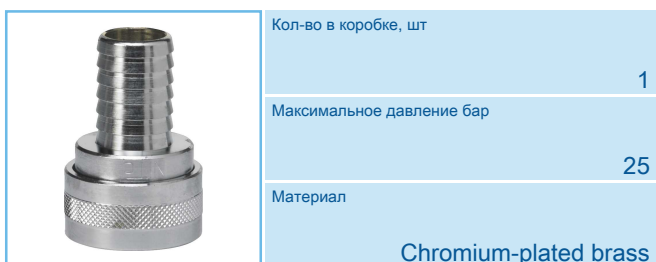 Кол-во в коробке, шт
1
Максимальное давление бар
25
Материал
Chromium-plated brass